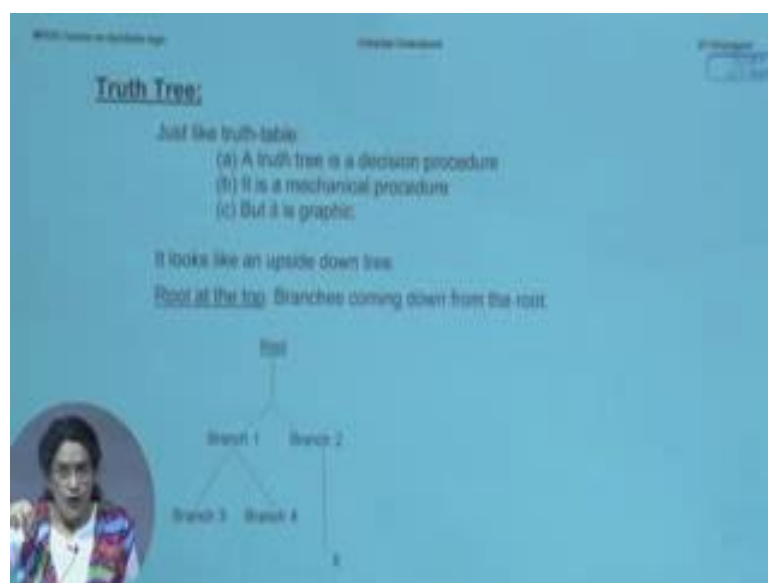 Truth Tree:
Just like truth-table:
(a) A truth tree is a decision procedure
(b) It is a mechanical procedure
(c) But it is graphic.
It looks like an upside down tree
Root at the top. Branches coming down from the root.
Root
Branch 1 Branch 2
Branch 3 Branch 4